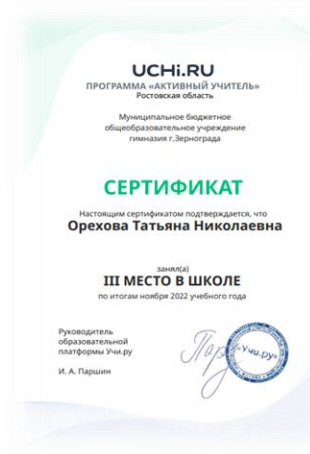 UCHi.RU
ПРОГРАММА «АКТИВНЫЙ УЧИТЕЛЬ»
Ростовская область
Муниципальное бюджетное
общеобразовательное учреждение
гимназия г.Зернограда
СЕРТИФИКАТ
Настоящим сертификатом подтверждается, что
Орехова Татьяна Николаевна
занял(а)
III МЕСТО В ШКОЛЕ
по итогам ноября 2022 учебного года
Руководитель
образовательной
платформы Учи.ру
И. А. Паршин
«Учи.ру»